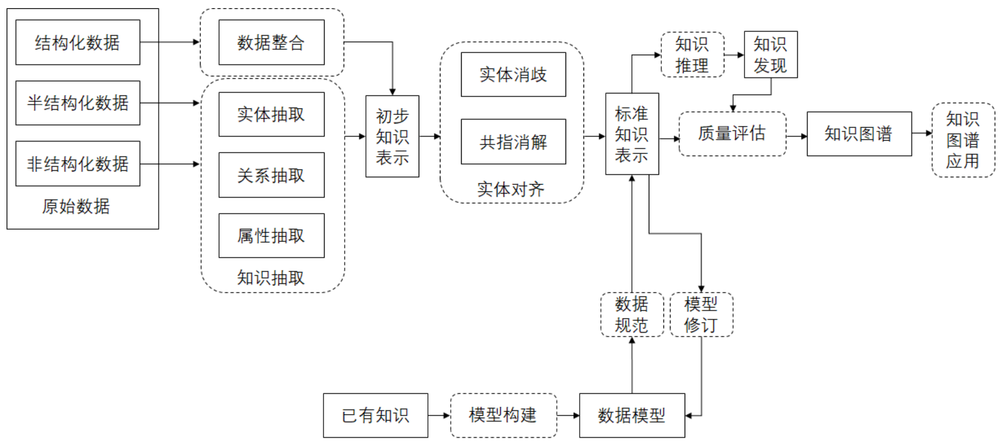 结构化数据
半结构化数据
非结构化数据
原始数据
数据整合
实体抽取
关系抽取
属性抽取
知识抽取
初步
知识
表示
实体消歧
共指消解
实体对齐
标准
知识
表示
知识
推理
知识
发现
质量评估
知识图谱
知识
图谱
应用
数据
规范
模型
修订
已有知识
模型构建
数据模型